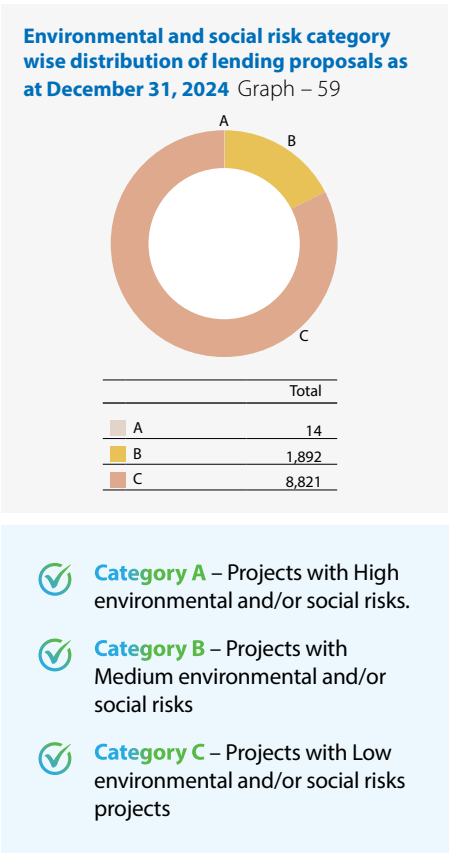 Environmental and social risk category
wise distribution of lending proposals as
at December 31, 2024 Graph – 59
A
B
C
Total
A 14
B 1,892
C 8,821
Category A – Projects with High
environmental and/or social risks.
Category B – Projects with
Medium environmental and/or
social risks
Category C – Projects with Low
environmental and/or social risks
projects